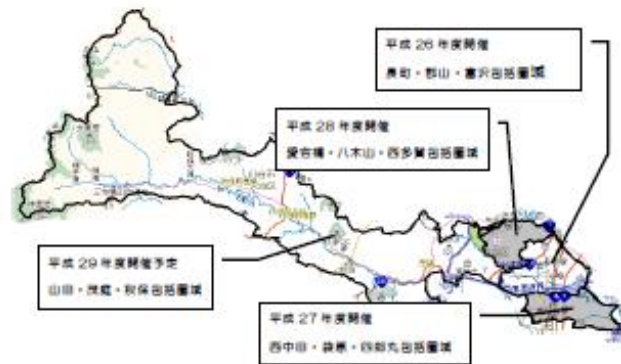 平成26年度開催
長町・郡山・富沢包括圏域
平成28年度開催
愛宕橋・八木山・西多賀包括圏域
平成29年度開催予定
山田・茂庭・秋保包括圏域
平成27年度開催
西中田・袋原・四郎丸包括圏域